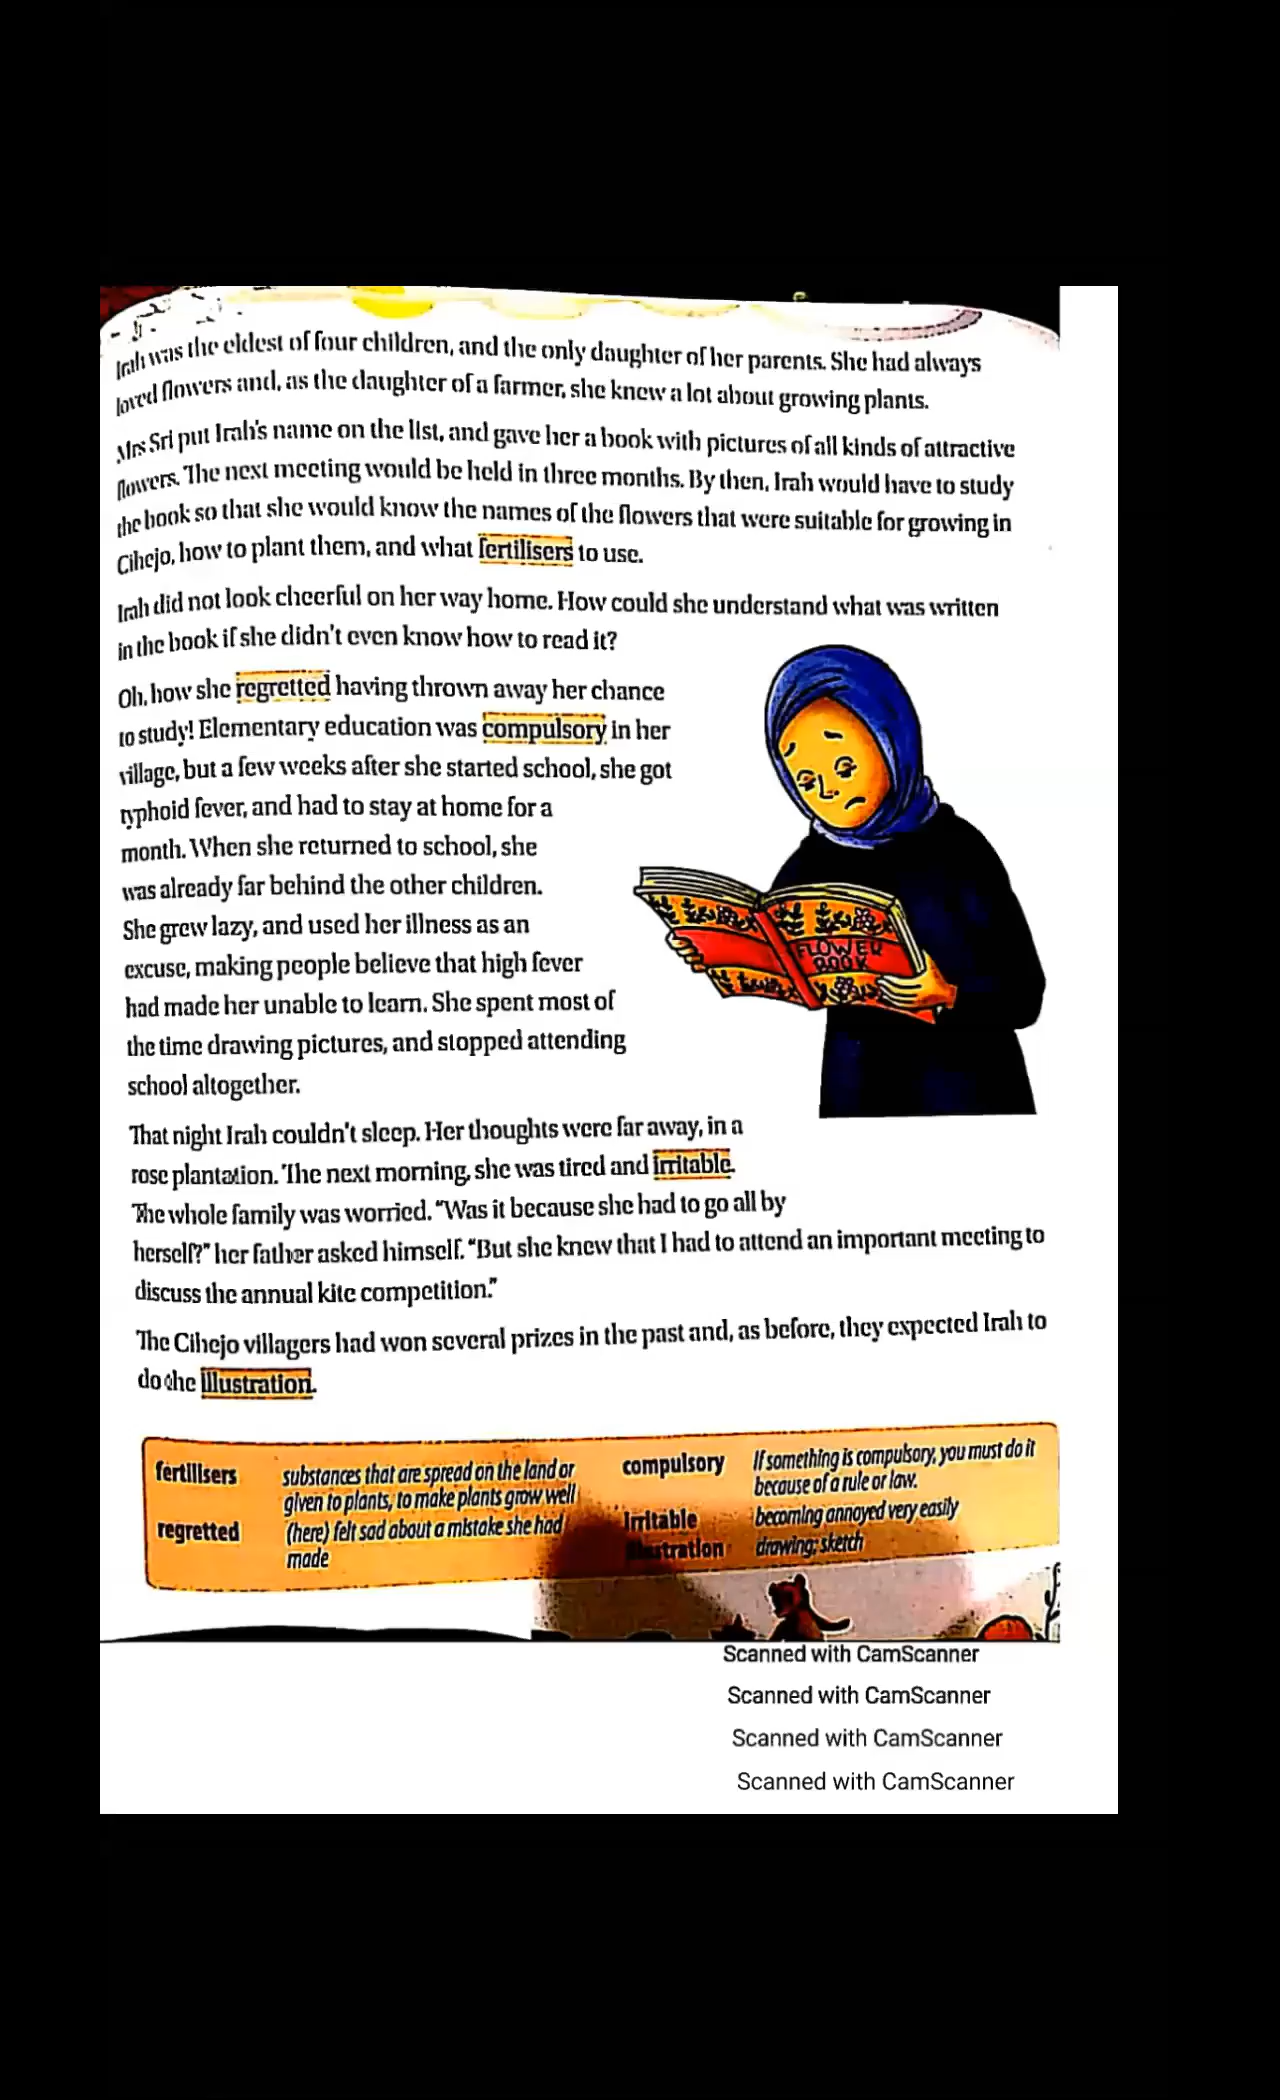 Irah was the eldest of four children, and the only daughter of her parents. She had always
loved flowers and, as the daughter of a farmer, she knew a lot about growing plants.
Mrs Sri put Irah's name on the list, and gave her a book with pictures of all kinds of attractive
flowers. The next meeting would be held in three months. By then, Irah would have to study
the book so that she would know the names of the flowers that were suitable for growing in
Cihejo, how to plant them, and what fertilisers to use.
Irah did not look cheerful on her way home. How could she understand what was written
in the book if she didn't even know how to read it?
Oh, how she regretted having thrown away her chance
to study! Elementary education was compulsory in her
village, but a few weeks after she started school, she got
typhoid fever, and had to stay at home for a
month. When she returned to school, she
was already far behind the other children.
She grew lazy, and used her illness as an
excuse, making people believe that high fever
had made her unable to learn. She spent most of
the time drawing pictures, and stopped attending
school altogether.
FLOWER
BOOK
That night Irah couldn't sleep. Her thoughts were far away, in a
rose plantation. The next morning, she was tired and irritable.
The whole family was worried. "Was it because she had to go all by
herself?" her father asked himself. "But she knew that I had to attend an important meeting to
discuss the annual kite competition."
The Cihejo villagers had won several prizes in the past and, as before, they expected Irah to
do the illustration.
fertilisers substances that are spread on the land or
given to plants, to make plants grow well
regretted (here) felt sad about a mistake she had
made
compulsory If something is compulsory, you must do it
because of a rule or law.
irritable becoming annoyed very easily
illustration drawing; sketch
Scanned with CamScanner
Scanned with CamScanner
Scanned with CamScanner
Scanned with CamScanner